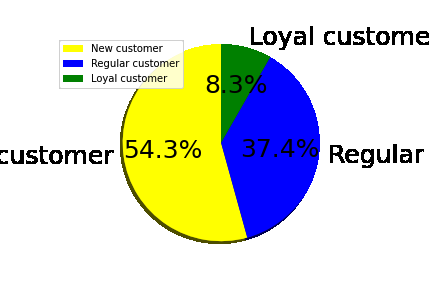 Loyal custome
New customer
Regular customer
Loyal customer
8.3%
customer
54.3%
37.4%
Regular